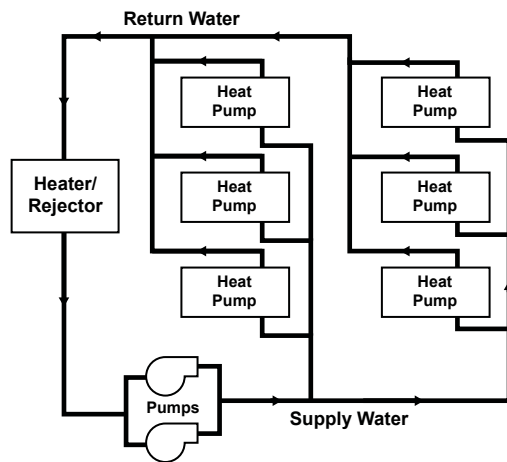 Return Water
Heat
Pump
Heat
Pump
Heater/
Rejector
Heat
Pump
Heat
Pump
Heat
Pump
Heat
Pump
Pumps
Supply Water